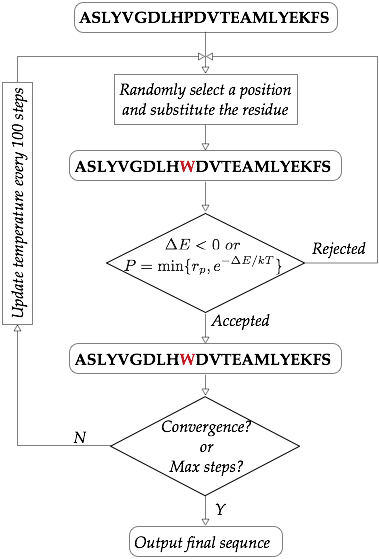 ASLYVGDLHPDVTEAMLYEKFS
Update temperature every 100 steps
Randomly select a position
and substitute the residue
ASLYVGDLHWDVTEAMLYEKFS
ΔE < 0 or
P = min{r_p, e^{-ΔE/kT}}
Rejected
Accepted
ASLYVGDLHWDVTEAMLYEKFS
Convergence?
or
Max steps?
N
Y
Output final sequnce